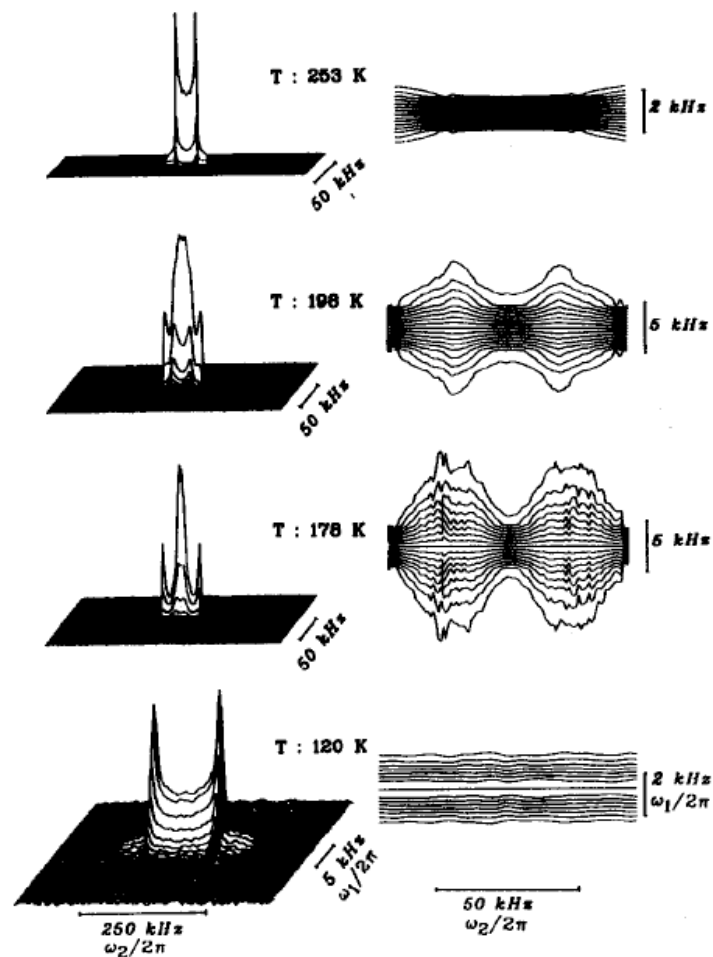 T : 253 K
2 kHz
50 kHz
T : 198 K
5 kHz
50 kHz
T : 178 K
5 kHz
50 kHz
T : 120 K
2 kHz
ω₁/2π
5 kHz
ω₁/2π
250 kHz
ω₂/2π
50 kHz
ω₂/2π